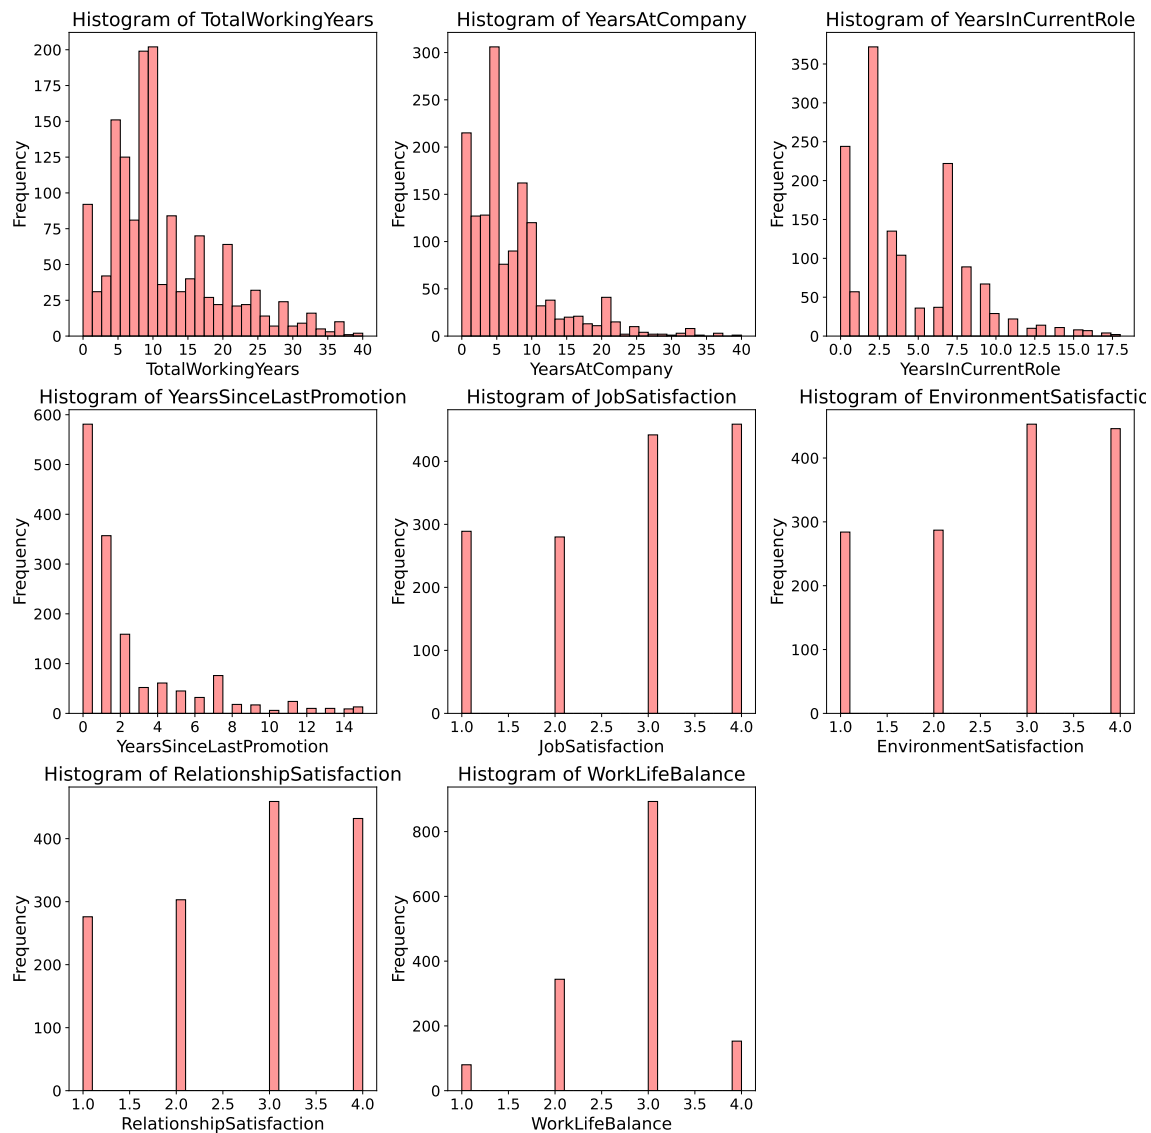 Histogram of TotalWorkingYears
Frequency
200
175
150
125
100
75
50
25
0
0 5 10 15 20 25 30 35 40
TotalWorkingYears
Histogram of YearsAtCompany
Frequency
300
250
200
150
100
50
0
0 5 10 15 20 25 30 35 40
YearsAtCompany
Histogram of YearsInCurrentRole
Frequency
350
300
250
200
150
100
50
0
0.0 2.5 5.0 7.5 10.0 12.5 15.0 17.5
YearsInCurrentRole
Histogram of YearsSinceLastPromotion
Frequency
600
500
400
300
200
100
0
0 2 4 6 8 10 12 14
YearsSinceLastPromotion
Histogram of JobSatisfaction
Frequency
400
300
200
100
0
1.0 1.5 2.0 2.5 3.0 3.5 4.0
JobSatisfaction
Histogram of EnvironmentSatisfactio
Frequency
400
300
200
100
0
1.0 1.5 2.0 2.5 3.0 3.5 4.0
EnvironmentSatisfaction
Histogram of RelationshipSatisfaction
Frequency
400
300
200
100
0
1.0 1.5 2.0 2.5 3.0 3.5 4.0
RelationshipSatisfaction
Histogram of WorkLifeBalance
Frequency
800
600
400
200
0
1.0 1.5 2.0 2.5 3.0 3.5 4.0
WorkLifeBalance